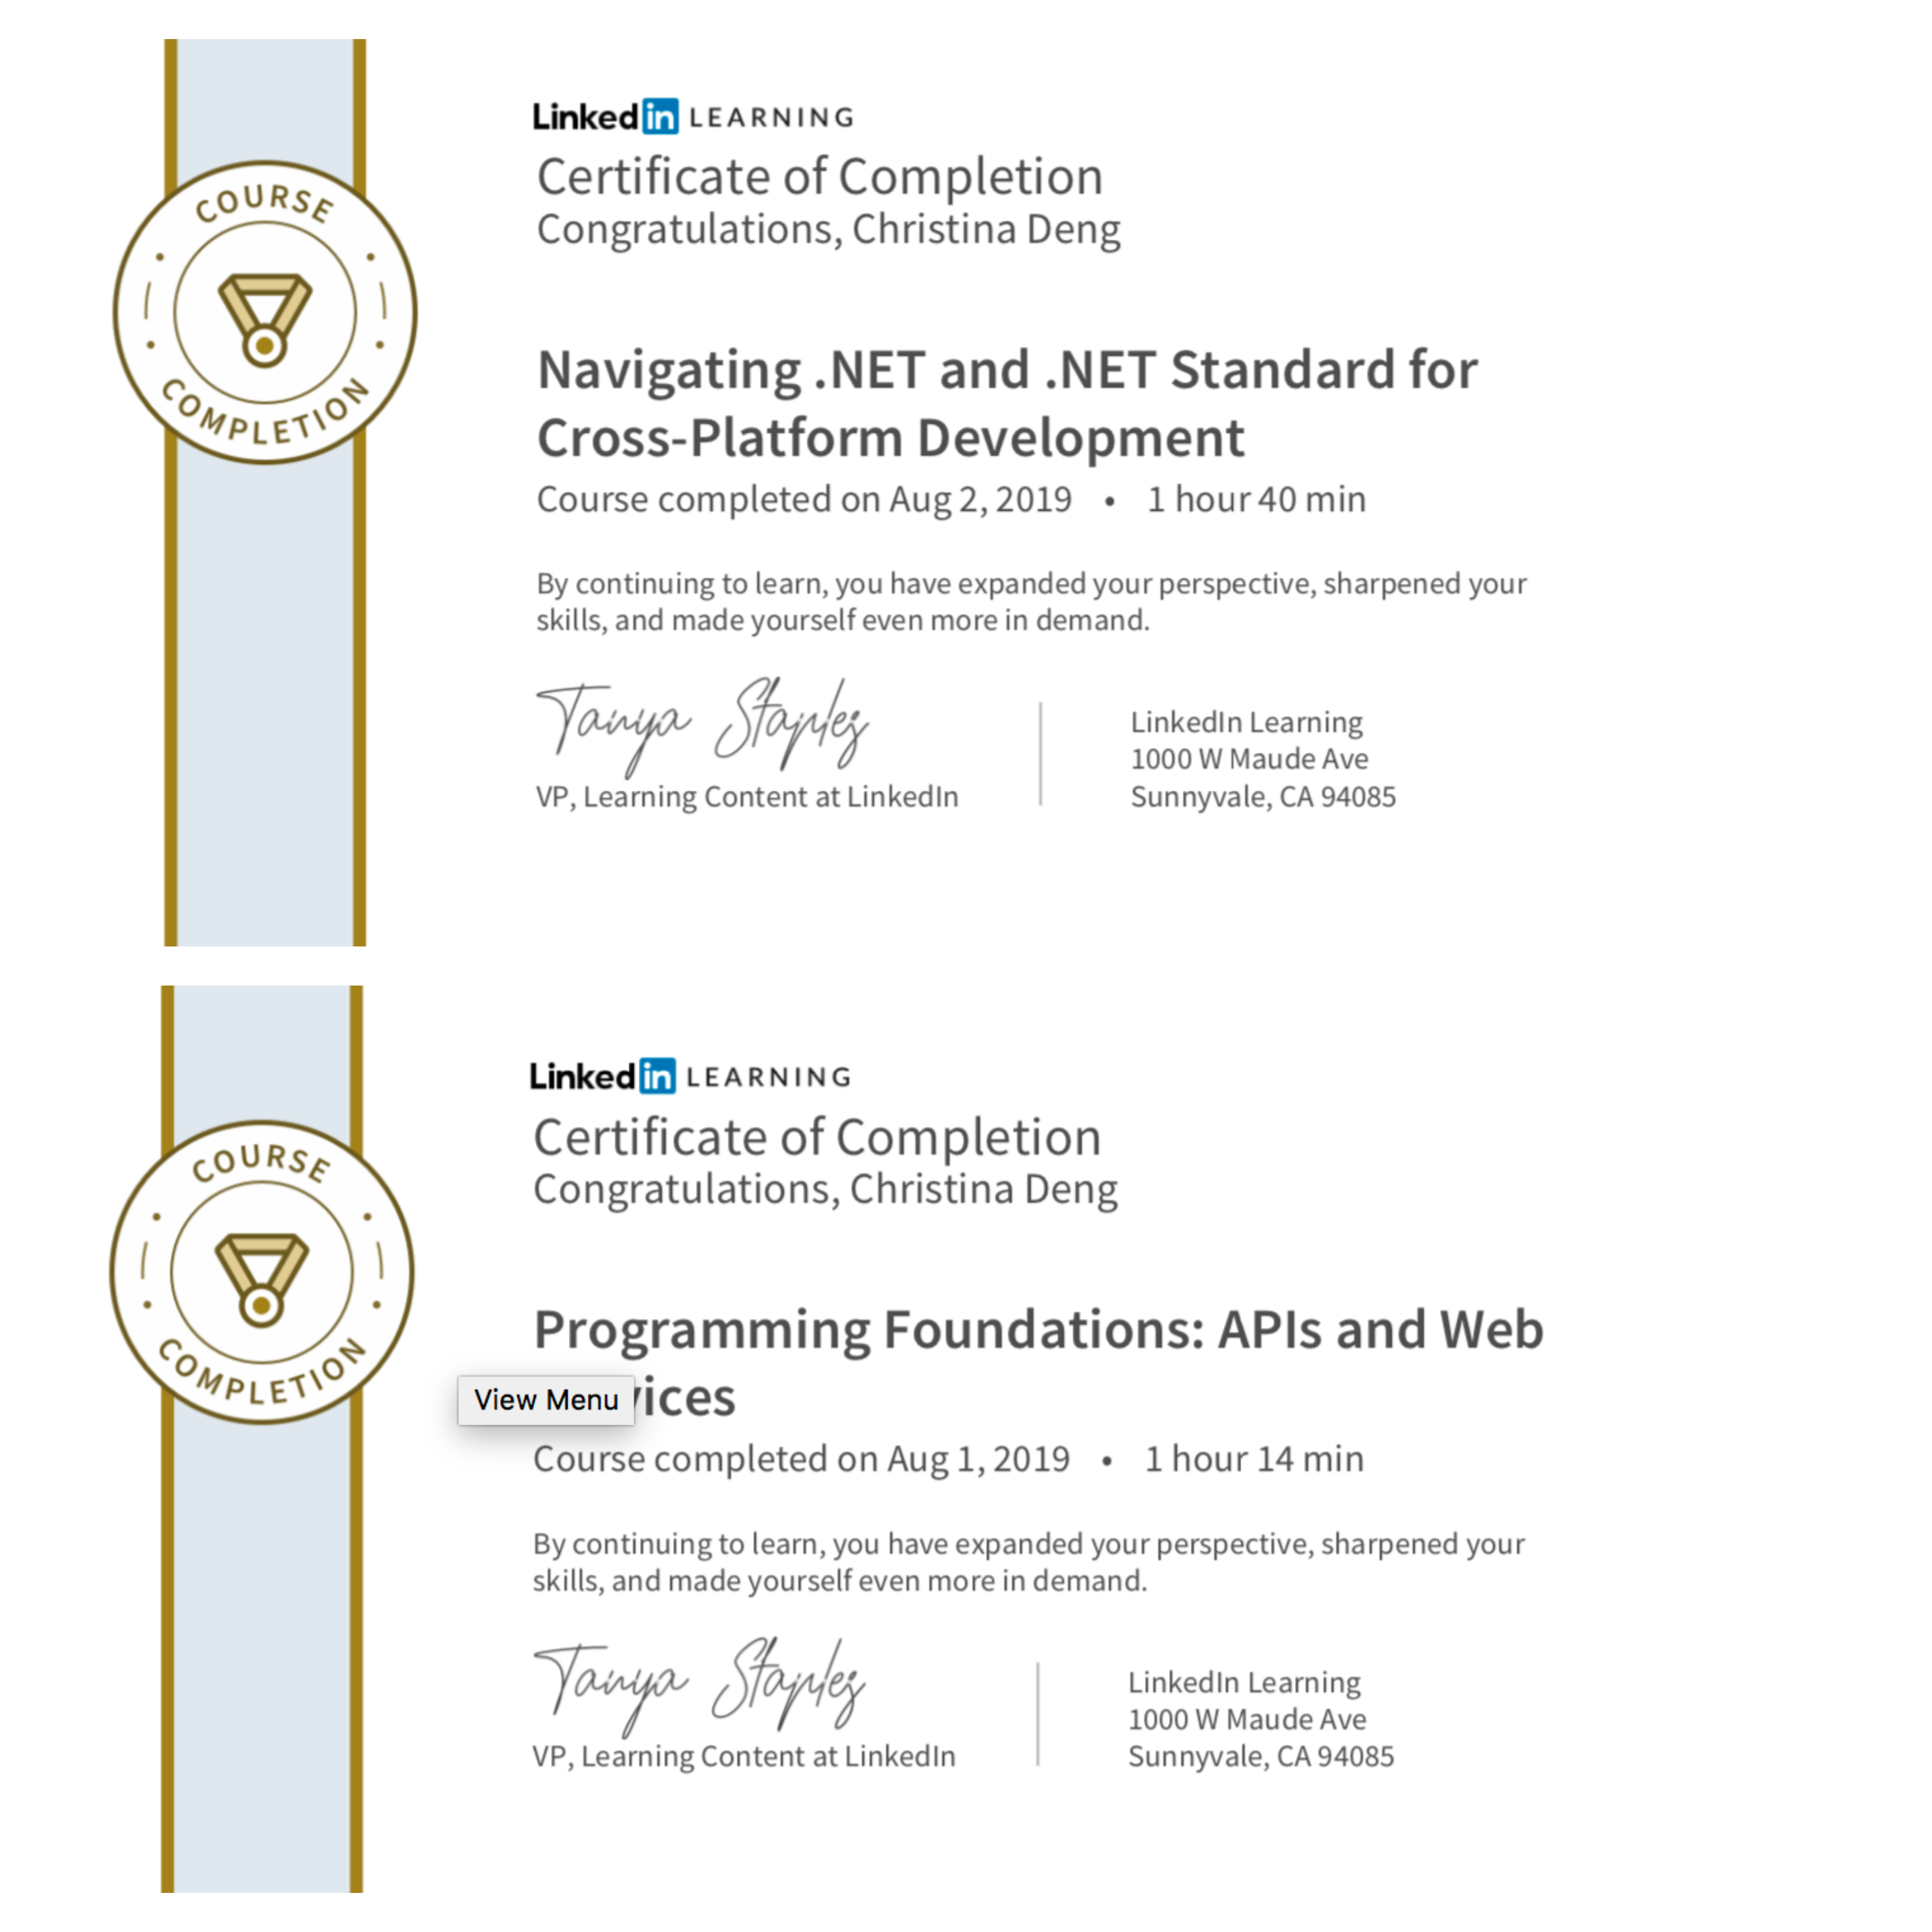 LinkedIn LEARNING
Certificate of Completion
Congratulations, Christina Deng
COURSE
COMPLETION
Navigating .NET and .NET Standard for
Cross-Platform Development
Course completed on Aug 2, 2019 • 1 hour 40 min
By continuing to learn, you have expanded your perspective, sharpened your
skills, and made yourself even more in demand.
Tanya Staples
VP, Learning Content at LinkedIn
LinkedIn Learning
1000 W Maude Ave
Sunnyvale, CA 94085
LinkedIn LEARNING
Certificate of Completion
Congratulations, Christina Deng
COURSE
COMPLETION
Programming Foundations: APIs and Web
View Menu vices
Course completed on Aug 1, 2019 • 1 hour 14 min
By continuing to learn, you have expanded your perspective, sharpened your
skills, and made yourself even more in demand.
Tanya Staples
VP, Learning Content at LinkedIn
LinkedIn Learning
1000 W Maude Ave
Sunnyvale, CA 94085